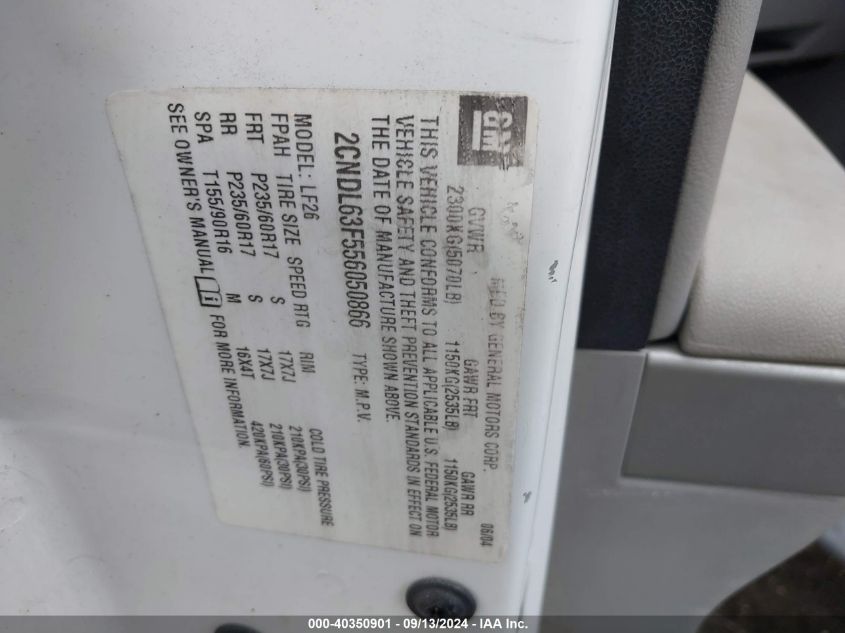 GM
MFD BY GENERAL MOTORS CORP. 06/04
GVWR GAWR FRT GAWR RR
2300KG(5070LB) 1150KG(2535LB) 1150KG(2535LB)
THIS VEHICLE CONFORMS TO ALL APPLICABLE U.S. FEDERAL MOTOR
VEHICLE SAFETY AND THEFT PREVENTION STANDARDS IN EFFECT ON
THE DATE OF MANUFACTURE SHOWN ABOVE.
2CNDL63F556050866 TYPE: M.P.V.
MODEL: LF26
FPAH TIRE SIZE SPEED RTG RIM COLD TIRE PRESSURE
FRT P235/60R17 S 17X7J 210KPA(30PSI)
RR P235/60R17 S 17X7J 210KPA(30PSI)
SPA T155/90R16 M 16X4T 420KPA(60PSI)
SEE OWNER'S MANUAL FOR MORE INFORMATION.
000-40350901 - 09/13/2024 - IAA Inc.